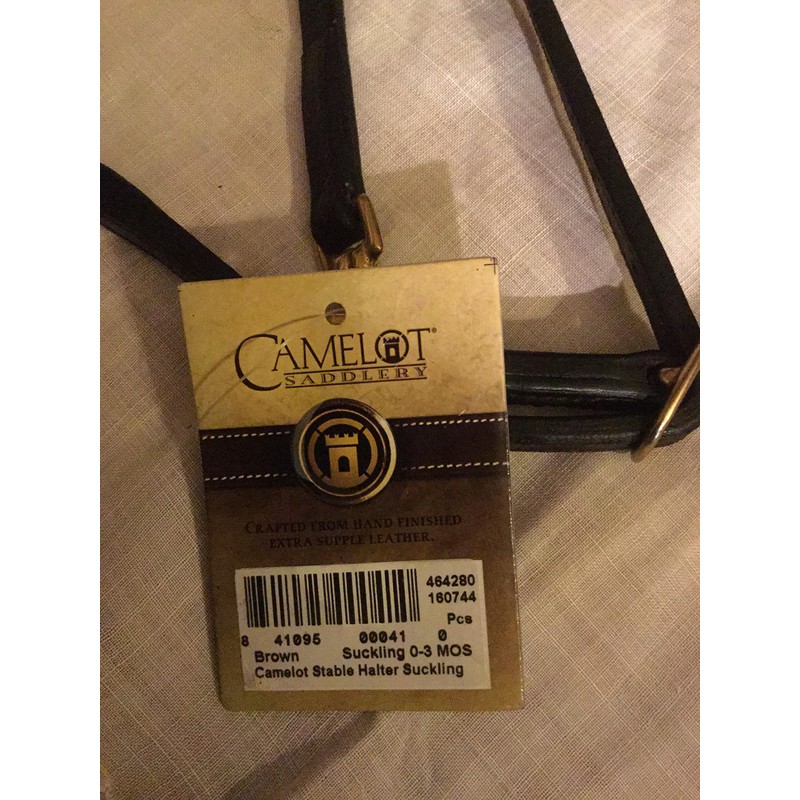 CAMELOT®
SADDLERY
CRAFTED FROM HAND FINISHED
EXTRA SUPPLE LEATHER.
464280
160744
Pcs
8 41095 00041 0
Brown Suckling 0-3 MOS
Camelot Stable Halter Suckling